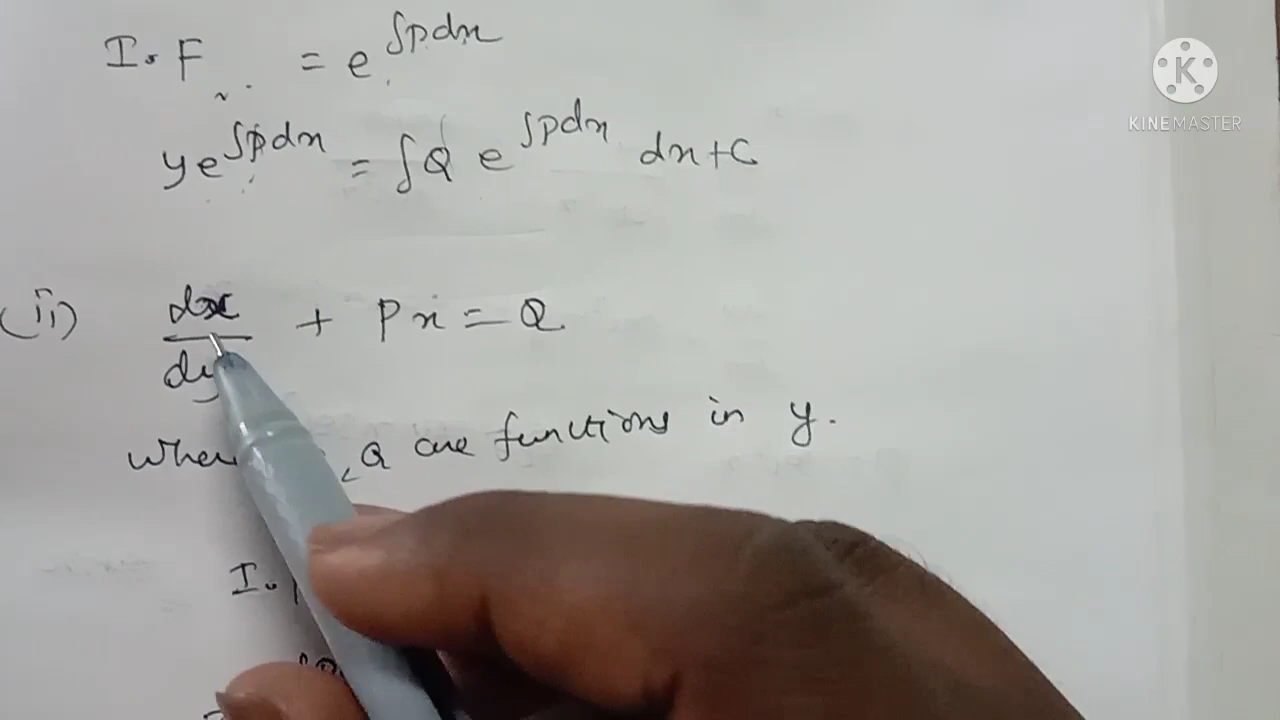 I.F = e^∫pdx
ye^∫pdx = ∫Q e^∫pdx dx+C
(ii) dx/dy + Px = Q
where , Q are functions in y.
I.
K
KINEMASTER